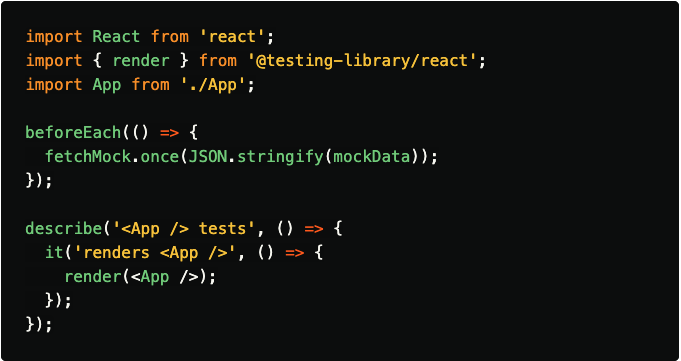 import React from 'react';
import { render } from '@testing-library/react';
import App from './App';

beforeEach(() => {
  fetchMock.once(JSON.stringify(mockData));
});

describe('<App /> tests', () => {
  it('renders <App />', () => {
    render(<App />);
  });
});